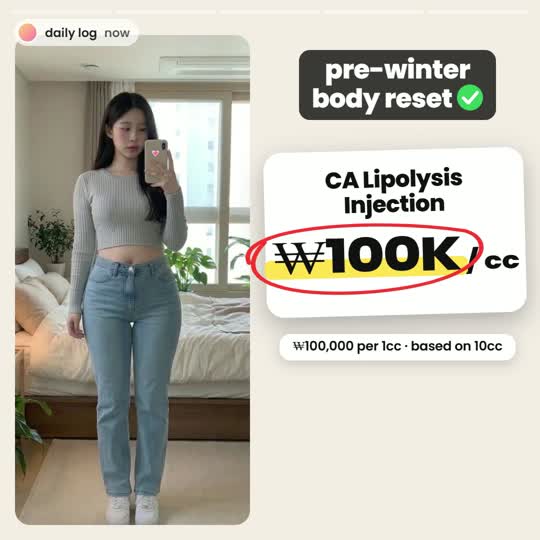 daily log now
pre-winter
body reset ✅
CA Lipolysis
Injection
₩100K / cc
₩100,000 per 1cc · based on 10cc